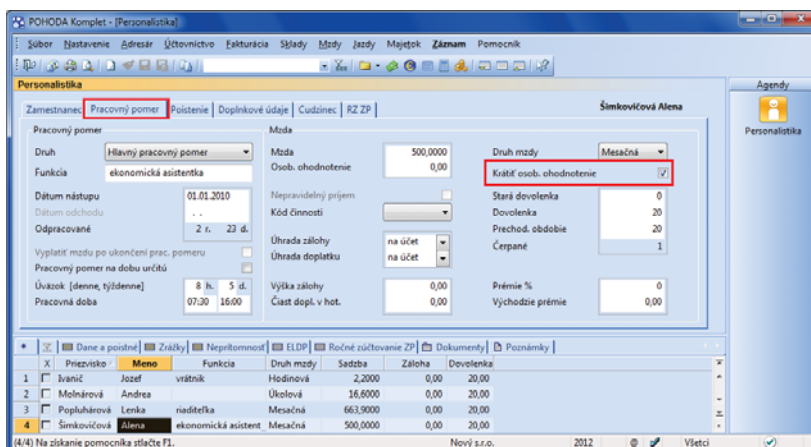 POHODA Komplet - [Personalistika]
Súbor Nastavenie Adresár Účtovníctvo Fakturácia Sklady Mzdy Jazdy Majetok Záznam Pomocník
Personalistika
Agendy
Zamestnanec Pracovný pomer Poistenie Doplnkové údaje Cudzinec RZ ZP Šimkovičová Alena
Personalistika
Pracovný pomer Mzda
Druh Hlavný pracovný pomer Mzda 500,0000 Druh mzdy Mesačná
Funkcia ekonomická asistentka Osob. ohodnotenie 0,00 Krátiť osob. ohodnotenie
Dátum nástupu 01.01.2010 Nepravidelný príjem Stará dovolenka 0
Dátum odchodu . . Kód činnosti Dovolenka 20
Odpracované 2 r. 23 d. Prechod. obdobie 20
Úhrada zálohy na účet Čerpané 1
Vyplatiť mzdu po ukončení prac. pomeru Úhrada doplatku na účet
Pracovný pomer na dobu určitú
Úväzok [denne, týždenne] 8 h. 5 d. Výška zálohy 0,00 Prémie % 0
Pracovná doba 07:30 16:00 Čiast dopl. v hot. 0,00 Východzie prémie 0,00
* Dane a poistné Zrážky Neprítomnosť ELDP Ročné zúčtovanie ZP Dokumenty Poznámky
X Priezvisko Meno Funkcia Druh mzdy Sadzba Záloha Dovolenka
1 Ivanič Jozef vrátnik Hodinová 2,2000 0,00 20,00
2 Molnárová Andrea Úkolová 16,6000 0,00 20,00
3 Popluhárová Lenka riaditeľka Mesačná 663,9000 0,00 20,00
4 Šimkovičová Alena ekonomická asistent Mesačná 500,0000 0,00 20,00
(4/4) Na získanie pomocníka stlačte F1. Nový s.r.o. 2012 @ Všetci